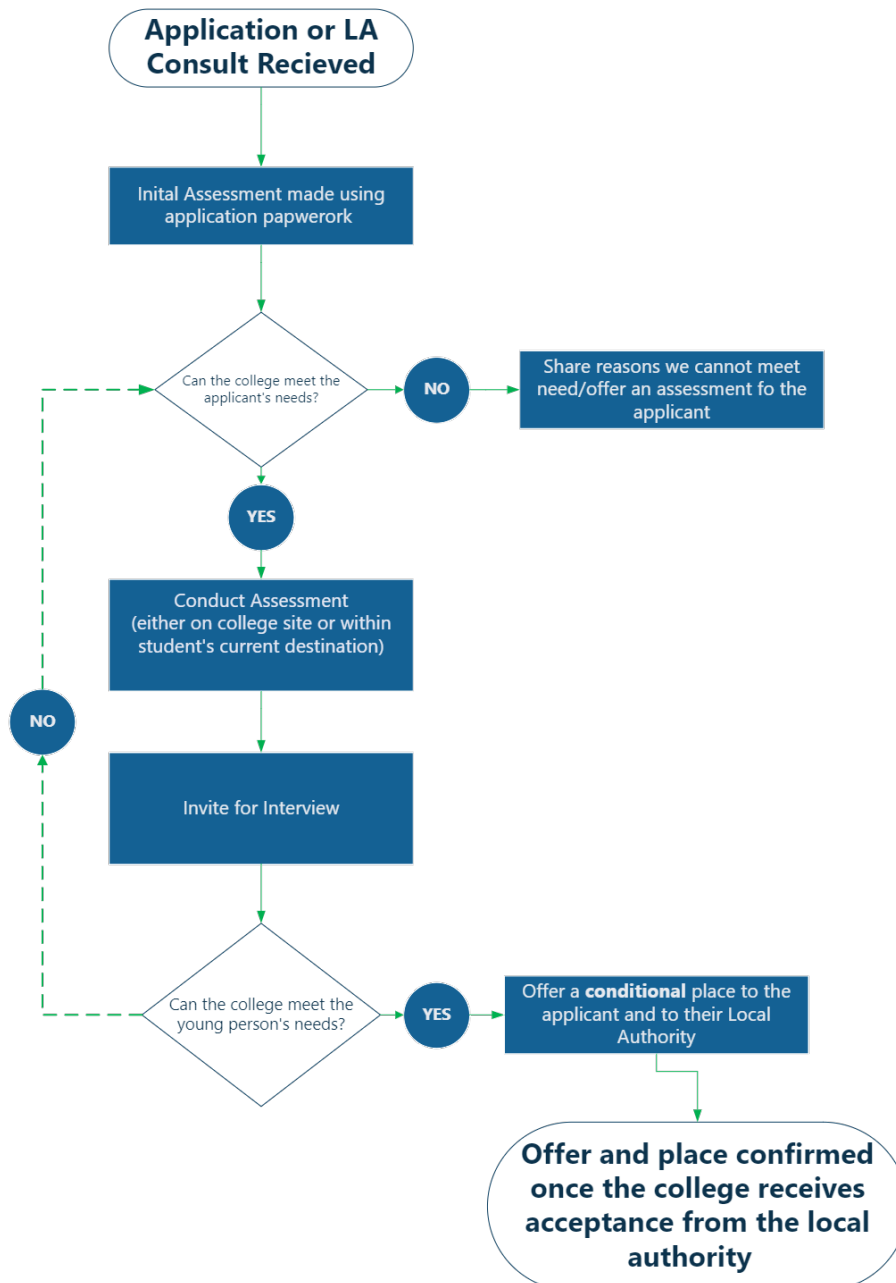 Application or LA
Consult Recieved
Inital Assessment made using
application papwerork
Can the college meet the
applicant's needs?
NO
Share reasons we cannot meet
need/offer an assessment fo the
applicant
YES
Conduct Assessment
(either on college site or within
student's current destination)
NO
Invite for Interview
Can the college meet the
young person's needs?
YES
Offer a conditional place to the
applicant and to their Local
Authority
Offer and place confirmed
once the college receives
acceptance from the local
authority